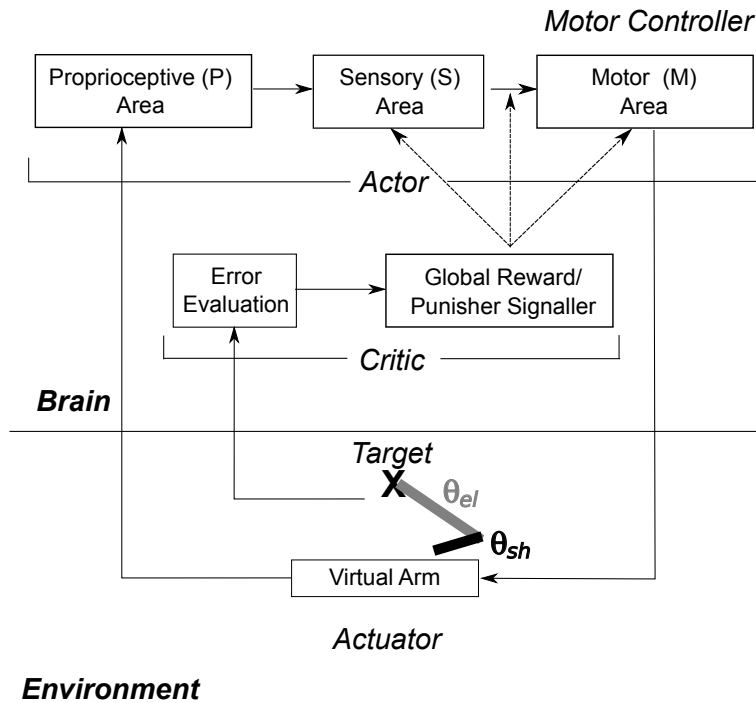 Motor Controller
Proprioceptive (P)
Area
Sensory (S)
Area
Motor (M)
Area
Actor
Error
Evaluation
Global Reward/
Punisher Signaller
Critic
Brain
Target
X
θel
θsh
Virtual Arm
Actuator
Environment